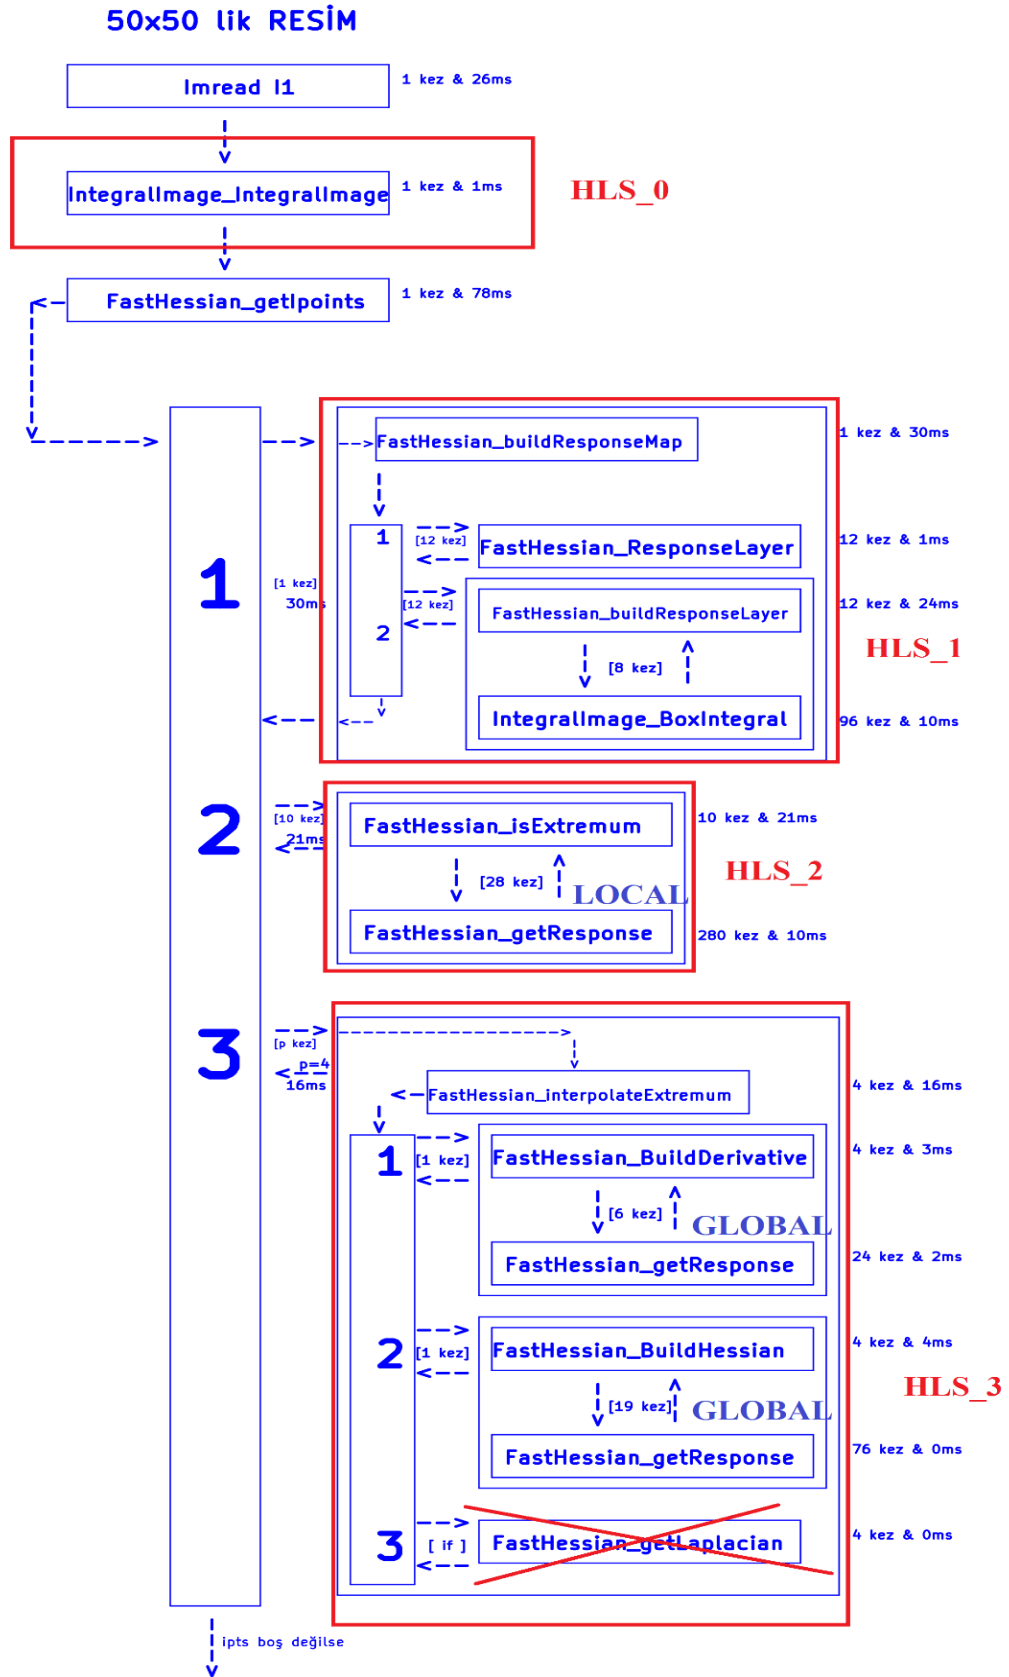 50x50 lik RESİM
Imread I1
1 kez & 26ms
IntegralImage_IntegralImage
1 kez & 1ms
HLS_0
FastHessian_getIpoints
1 kez & 78ms
1
[1 kez]
30ms
FastHessian_buildResponseMap
1 kez & 30ms
1
[12 kez]
FastHessian_ResponseLayer
12 kez & 1ms
2
[12 kez]
FastHessian_buildResponseLayer
12 kez & 24ms
HLS_1
[8 kez]
IntegralImage_BoxIntegral
96 kez & 10ms
2
[10 kez]
21ms
FastHessian_isExtremum
10 kez & 21ms
HLS_2
[28 kez]
LOCAL
FastHessian_getResponse
280 kez & 10ms
3
[p kez]
p=4
16ms
FastHessian_interpolateExtremum
4 kez & 16ms
1
[1 kez]
FastHessian_BuildDerivative
4 kez & 3ms
[6 kez]
GLOBAL
FastHessian_getResponse
24 kez & 2ms
2
[1 kez]
FastHessian_BuildHessian
4 kez & 4ms
HLS_3
[19 kez]
GLOBAL
FastHessian_getResponse
76 kez & 0ms
3
[ if ]
FastHessian_getLaplacian
4 kez & 0ms
ipts boş değilse